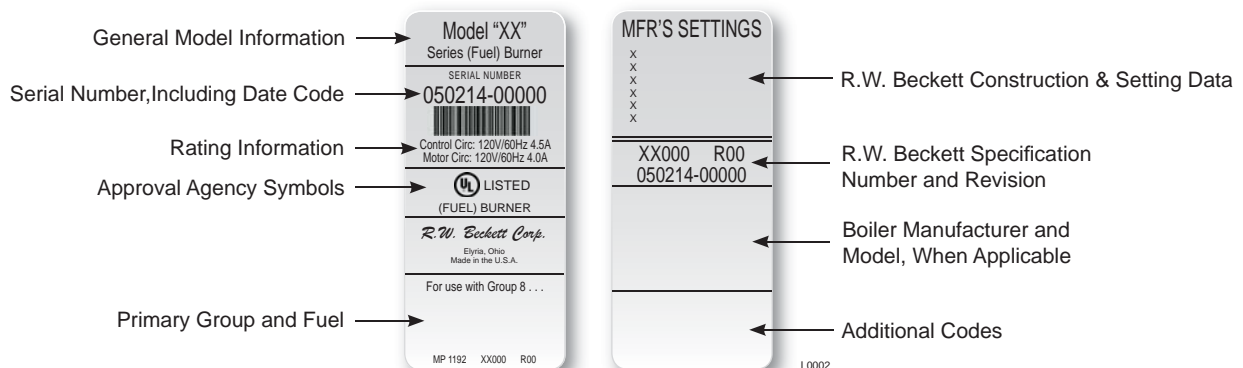 General Model Information
Serial Number,Including Date Code
Rating Information
Approval Agency Symbols
Primary Group and Fuel
Model “XX”
Series (Fuel) Burner
SERIAL NUMBER
050214-00000
Control Circ: 120V/60Hz 4.5A
Motor Circ: 120V/60Hz 4.0A
UL LISTED
(FUEL) BURNER
R.W. Beckett Corp.
Elyria, Ohio
Made in the U.S.A.
For use with Group 8 . . .
MP 1192 XX000 R00
MFR'S SETTINGS
X
X
X
X
X
X
XX000 R00
050214-00000
R.W. Beckett Construction & Setting Data
R.W. Beckett Specification
Number and Revision
Boiler Manufacturer and
Model, When Applicable
Additional Codes
L0002